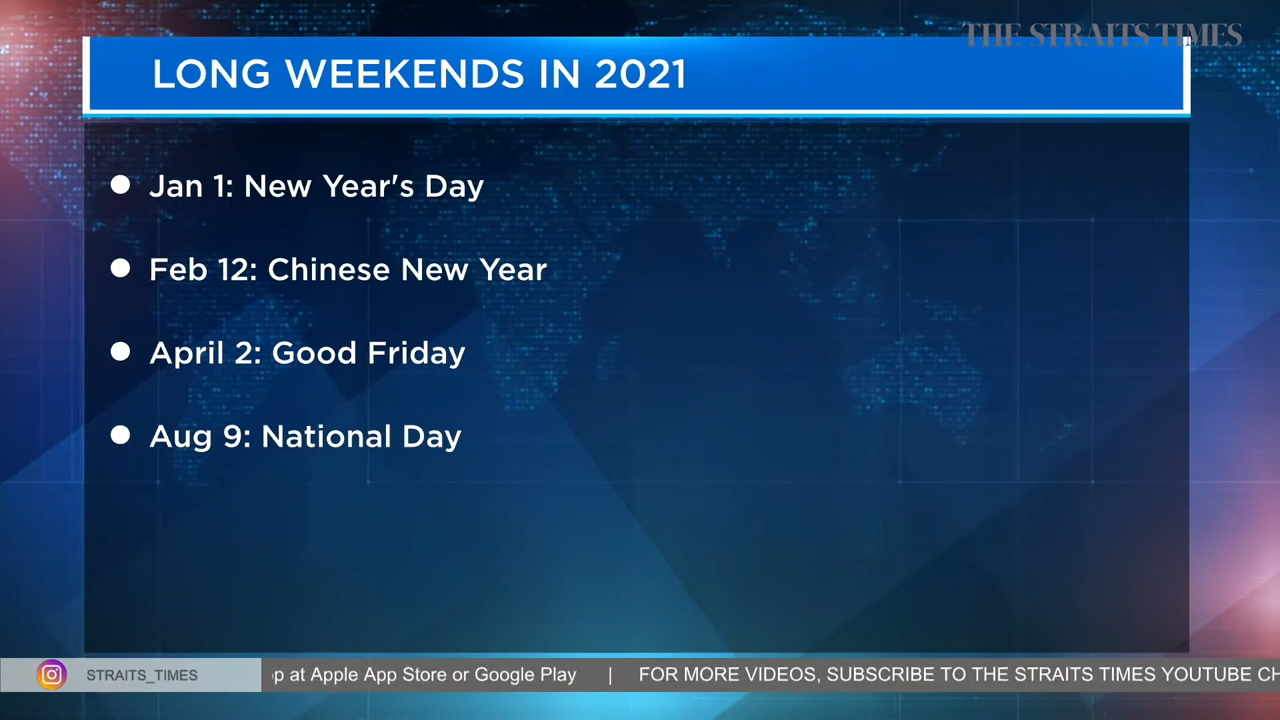 THE STRAITS TIMES
LONG WEEKENDS IN 2021
Jan 1: New Year's Day
Feb 12: Chinese New Year
April 2: Good Friday
Aug 9: National Day
STRAITS_TIMES
p at Apple App Store or Google Play | FOR MORE VIDEOS, SUBSCRIBE TO THE STRAITS TIMES YOUTUBE CH